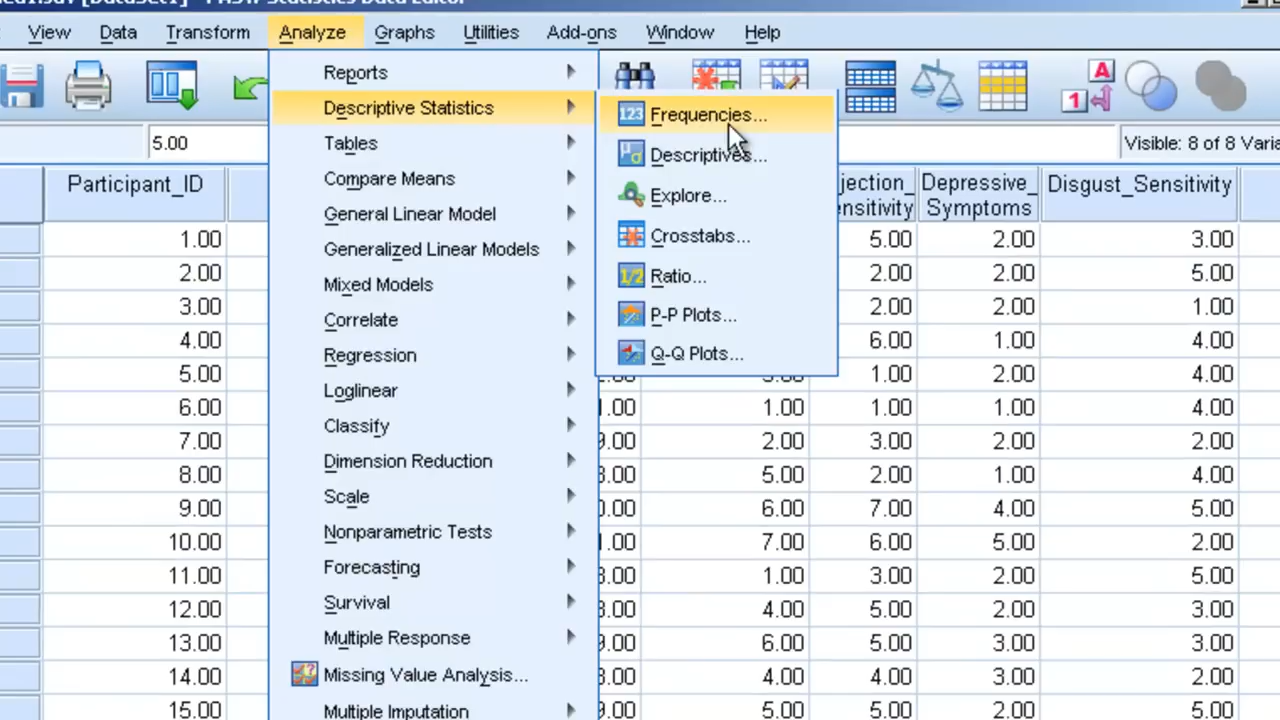 View Data Transform Analyze Graphs Utilities Add-ons Window Help
5.00 Visible: 8 of 8 Varia
Reports
Descriptive Statistics
Tables
Compare Means
General Linear Model
Generalized Linear Models
Mixed Models
Correlate
Regression
Loglinear
Classify
Dimension Reduction
Scale
Nonparametric Tests
Forecasting
Survival
Multiple Response
Missing Value Analysis...
Multiple Imputation
123 Frequencies...
μσ Descriptives...
Explore...
Crosstabs...
1/2 Ratio...
P-P Plots...
Q-Q Plots...
A
1
Participant_ID jection_ Depressive_ Disgust_Sensitivity
ensitivity Symptoms
1.00 5.00 2.00 3.00
2.00 2.00 2.00 5.00
3.00 2.00 2.00 1.00
4.00 6.00 1.00 4.00
5.00 1.00 2.00 4.00
6.00 1.00 1.00 1.00 4.00
7.00 2.00 3.00 2.00 2.00
8.00 5.00 2.00 1.00 4.00
9.00 6.00 7.00 4.00 5.00
10.00 7.00 6.00 5.00 2.00
11.00 1.00 3.00 2.00 5.00
12.00 4.00 5.00 2.00 3.00
13.00 6.00 5.00 3.00 3.00
14.00 4.00 4.00 3.00 2.00
15.00 5.00 5.00 2.00 5.00